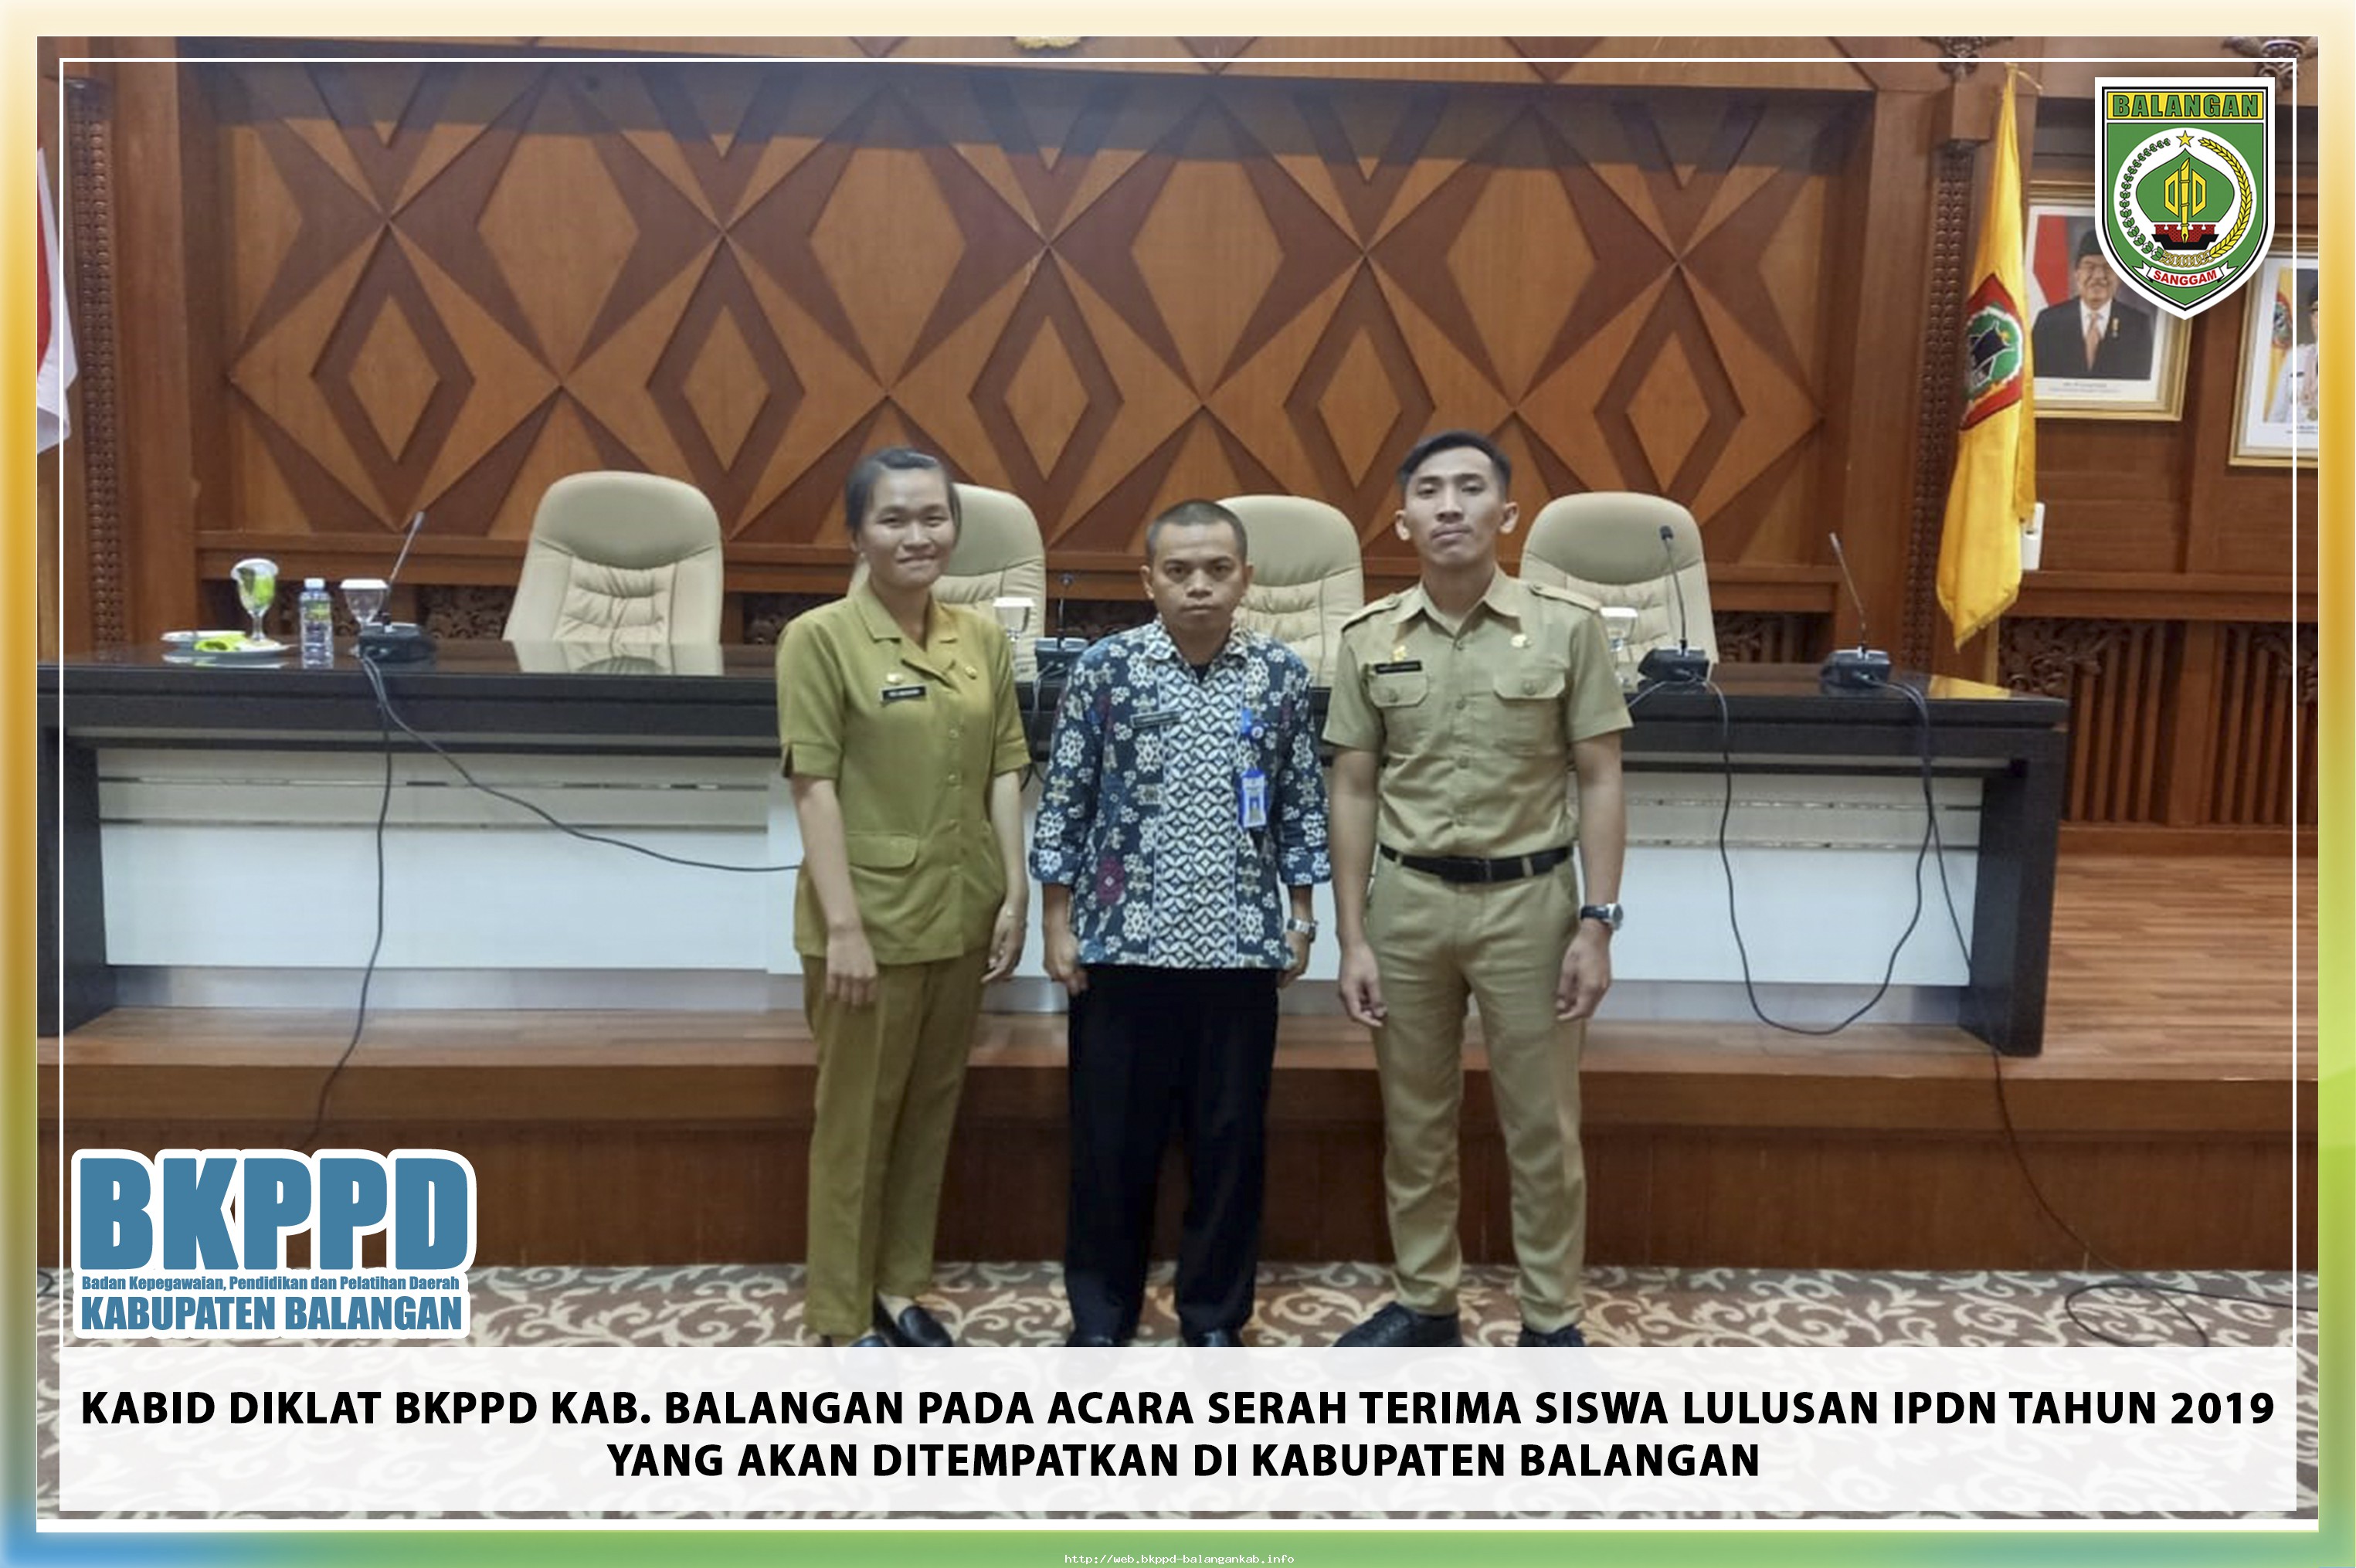 BALANGAN
SANGGAM
BKPPD
Badan Kepegawaian, Pendidikan dan Pelatihan Daerah
KABUPATEN BALANGAN
KABID DIKLAT BKPPD KAB. BALANGAN PADA ACARA SERAH TERIMA SISWA LULUSAN IPDN TAHUN 2019
YANG AKAN DITEMPATKAN DI KABUPATEN BALANGAN
http://web.bkppd-balangankab.info